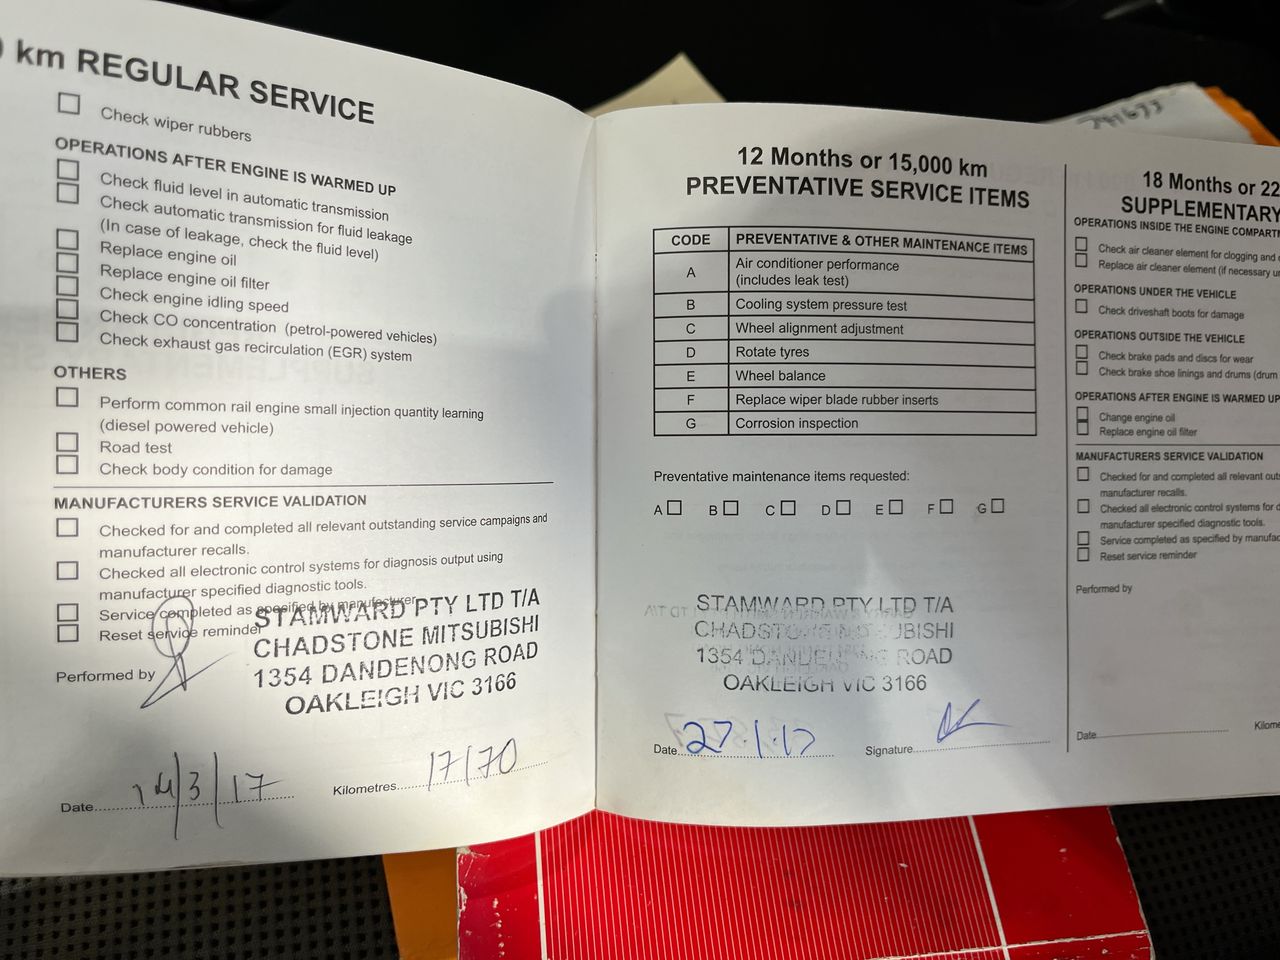 km REGULAR SERVICE
Check wiper rubbers
OPERATIONS AFTER ENGINE IS WARMED UP
Check fluid level in automatic transmission
Check automatic transmission for fluid leakage
(In case of leakage, check the fluid level)
Replace engine oil
Replace engine oil filter
Check engine idling speed
Check CO concentration (petrol-powered vehicles)
Check exhaust gas recirculation (EGR) system
OTHERS
Perform common rail engine small injection quantity learning
(diesel powered vehicle)
Road test
Check body condition for damage
MANUFACTURERS SERVICE VALIDATION
Checked for and completed all relevant outstanding service campaigns and
manufacturer recalls.
Checked all electronic control systems for diagnosis output using
manufacturer specified diagnostic tools.
Service completed as specified by manufacturer
Reset service reminder
STAMWARD PTY LTD T/A
CHADSTONE MITSUBISHI
1354 DANDENONG ROAD
OAKLEIGH VIC 3166
Performed by
Date 14/3/17
Kilometres 17170
12 Months or 15,000 km
PREVENTATIVE SERVICE ITEMS
CODE PREVENTATIVE & OTHER MAINTENANCE ITEMS
A Air conditioner performance
(includes leak test)
B Cooling system pressure test
C Wheel alignment adjustment
D Rotate tyres
E Wheel balance
F Replace wiper blade rubber inserts
G Corrosion inspection
Preventative maintenance items requested:
A B C D E F G
STAMWARD PTY LTD T/A
CHADSTONE MITSUBISHI
1354 DANDENONG ROAD
OAKLEIGH VIC 3166
Date 27.1.17
Signature
18 Months or 22
SUPPLEMENTARY
OPERATIONS INSIDE THE ENGINE COMPART
Check air cleaner element for clogging and
Replace air cleaner element (if necessary
OPERATIONS UNDER THE VEHICLE
Check driveshaft boots for damage
OPERATIONS OUTSIDE THE VEHICLE
Check brake pads and discs for wear
Check brake shoe linings and drums (drum
OPERATIONS AFTER ENGINE IS WARMED UP
Change engine oil
Replace engine oil filter
MANUFACTURERS SERVICE VALIDATION
Checked for and completed all relevant
manufacturer recalls.
Checked all electronic control systems for
manufacturer specified diagnostic tools.
Service completed as specified by
Reset service reminder
Performed by
Date